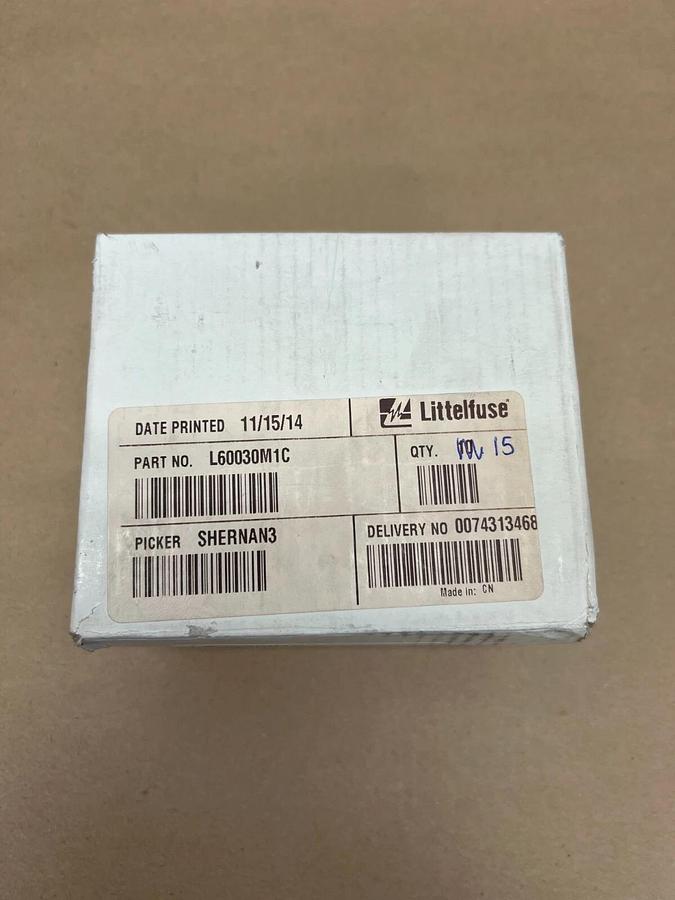 DATE PRINTED 11/15/14
Littelfuse
PART NO. L60030M1C
QTY. 10 15
PICKER SHERNAN3
DELIVERY NO 0074313468
Made in: CN